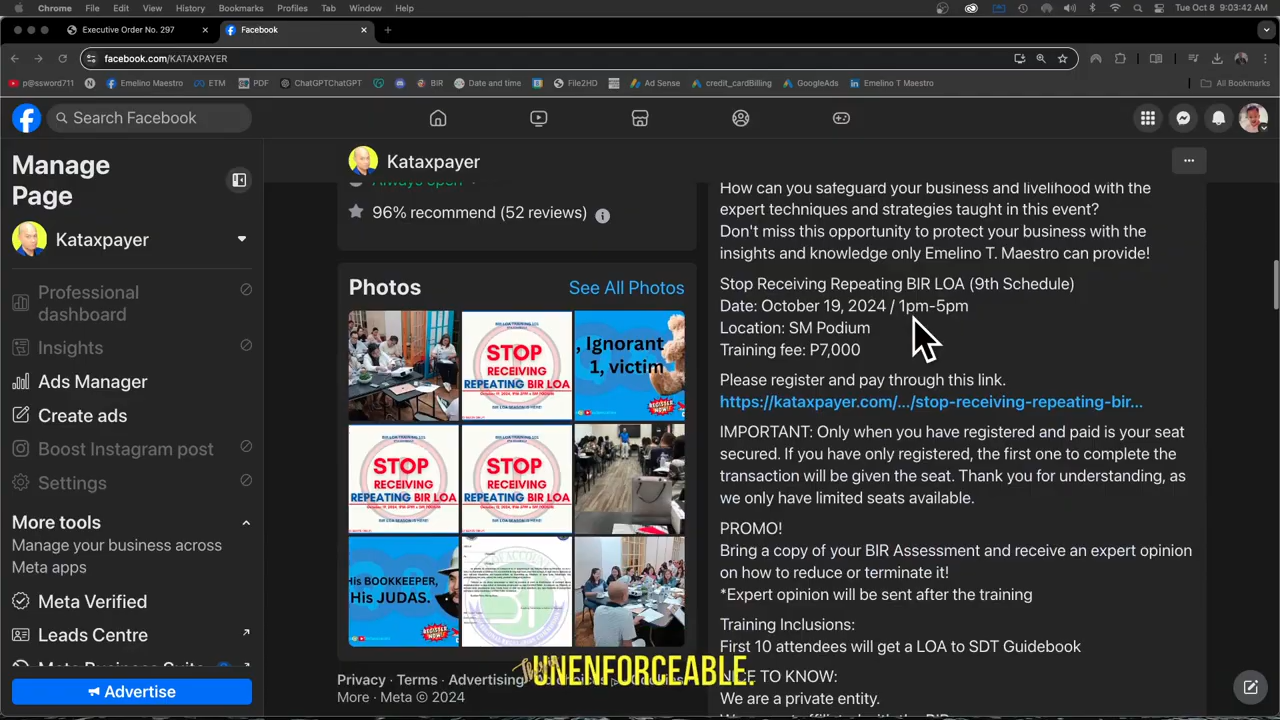 Chrome File Edit View History Bookmarks Profiles Tab Window Help
Tue Oct 8 9:03:42 AM
Executive Order No. 297
Facebook
facebook.com/KATAXPAYER
p@ssword711 Emelino Maestro ETM PDF ChatGPTChatGPT BIR Date and time File2HD Ad Sense credit_cardBilling GoogleAds Emelino T Maestro All Bookmarks
Search Facebook
Manage
Page
Kataxpayer
Professional
dashboard
Insights
Ads Manager
Create ads
Boost Instagram post
Settings
More tools
Manage your business across
Meta apps
Meta Verified
Leads Centre
Meta Business Suite
Advertise
Kataxpayer
Always open
96% recommend (52 reviews)
Photos
See All Photos
STOP
RECEIVING
REPEATING BIR LOA
, Ignorant
1, victim
STOP
RECEIVING
REPEATING BIR LOA
STOP
RECEIVING
REPEATING BIR LOA
His BOOKKEEPER,
His JUDAS.
Privacy · Terms · Advertising
More · Meta © 2024
How can you safeguard your business and livelihood with the
expert techniques and strategies taught in this event?
Don't miss this opportunity to protect your business with the
insights and knowledge only Emelino T. Maestro can provide!
Stop Receiving Repeating BIR LOA (9th Schedule)
Date: October 19, 2024 / 1pm-5pm
Location: SM Podium
Training fee: P7,000
Please register and pay through this link.
https://kataxpayer.com/.../stop-receiving-repeating-bir...
IMPORTANT: Only when you have registered and paid is your seat
secured. If you have only registered, the first one to complete the
transaction will be given the seat. Thank you for understanding, as
we only have limited seats available.
PROMO!
Bring a copy of your BIR Assessment and receive an expert opinion
on how to reduce or terminate it!
*Expert opinion will be sent after the training
Training Inclusions:
First 10 attendees will get a LOA to SDT Guidebook
TO KNOW:
We are a private entity.
UNENFORCEABLE.